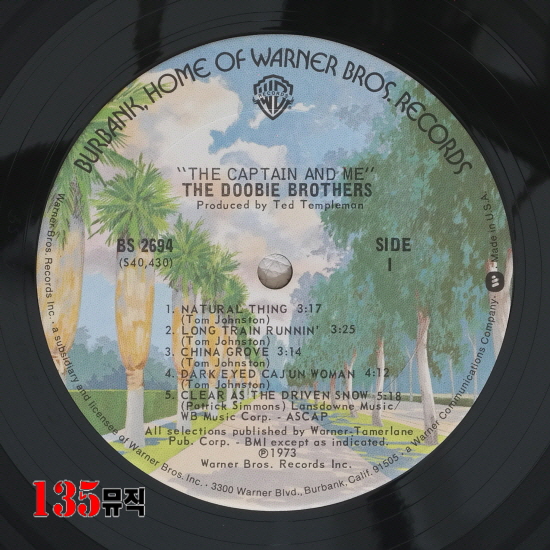 BURBANK, HOME OF WARNER BROS. RECORDS
WB
"THE CAPTAIN AND ME"
THE DOOBIE BROTHERS
Produced by Ted Templeman
BS 2694
(S40,430)
SIDE
1
1. NATURAL THING 3:17
(Tom Johnston)
2. LONG TRAIN RUNNIN' 3:25
(Tom Johnston)
3. CHINA GROVE 3:14
(Tom Johnston)
4. DARK EYED CAJUN WOMAN 4:12
(Tom Johnston)
5. CLEAR AS THE DRIVEN SNOW 5:18
(Patrick Simmons) Lansdowne Music/
WB Music Corp. - ASCAP
All selections published by Warner-Tamerlane
Pub. Corp. - BMI except as indicated.
Ⓟ1973
Warner Bros. Records Inc.
Warner Bros. Records Inc. - a subsidiary and licensee of Warner Bros. Inc. - 3300 Warner Blvd., Burbank, Calif. 91505 - a Warner Communications Company - Made in U.S.A.
135뮤직